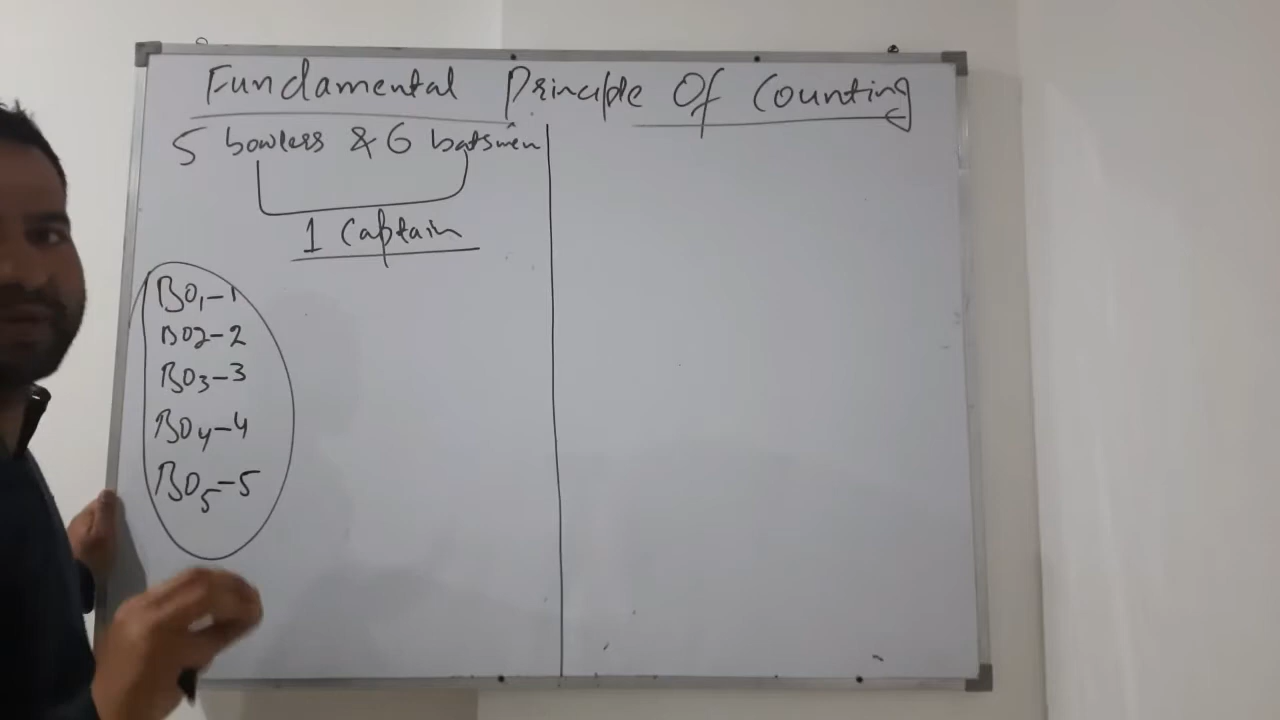 Fundamental Principle Of Counting
5 bowlers & 6 batsmen
1 Captain
BO1-1
BO2-2
BO3-3
BO4-4
BO5-5